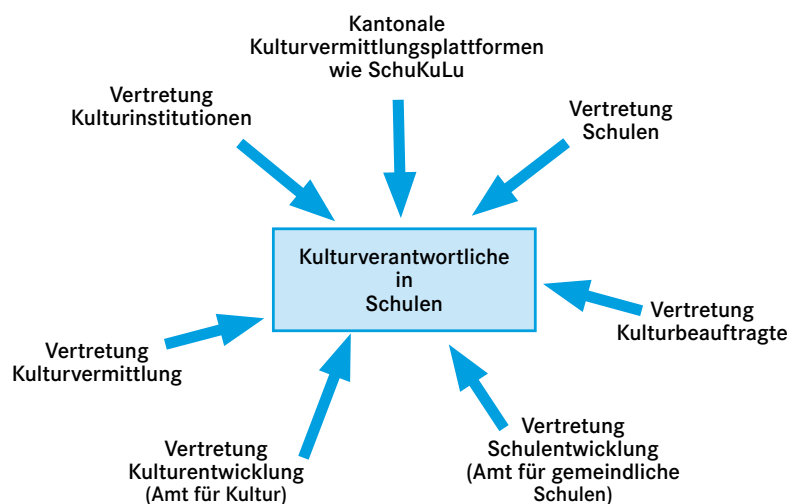 Kantonale
Kulturvermittlungsplattformen
wie SchuKuLu
Vertretung
Kulturinstitutionen
Vertretung
Schulen
Kulturverantwortliche
in
Schulen
Vertretung
Kulturbeauftragte
Vertretung
Kulturvermittlung
Vertretung
Kulturentwicklung
(Amt für Kultur)
Vertretung
Schulentwicklung
(Amt für gemeindliche
Schulen)